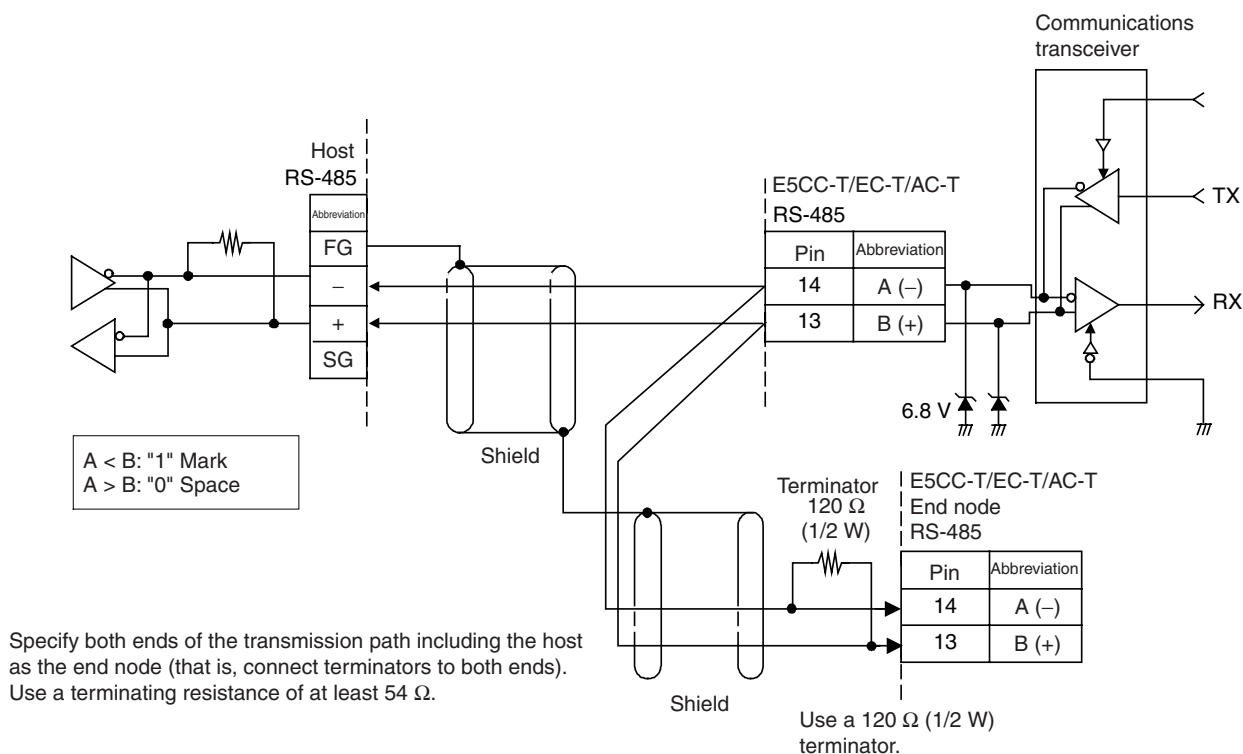 Communications
transceiver
Host
RS-485
Abbreviation
FG
–
+
SG
E5CC-T/EC-T/AC-T
RS-485
Pin Abbreviation
14 A (–)
13 B (+)
TX
RX
6.8 V
Shield
A < B: "1" Mark
A > B: "0" Space
Terminator
120 Ω
(1/2 W)
E5CC-T/EC-T/AC-T
End node
RS-485
Pin Abbreviation
14 A (–)
13 B (+)
Shield
Specify both ends of the transmission path including the host
as the end node (that is, connect terminators to both ends).
Use a terminating resistance of at least 54 Ω.
Use a 120 Ω (1/2 W)
terminator.